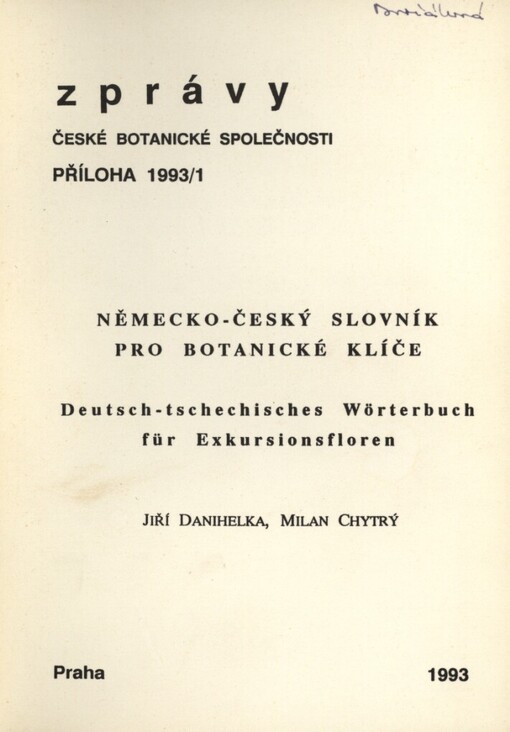 zprávy
ČESKÉ BOTANICKÉ SPOLEČNOSTI
PŘÍLOHA 1993/1
NĚMECKO-ČESKÝ SLOVNÍK
PRO BOTANICKÉ KLÍČE
Deutsch-tschechisches Wörterbuch
für Exkursionsfloren
JIŘÍ DANIHELKA, MILAN CHYTRÝ
Praha 1993